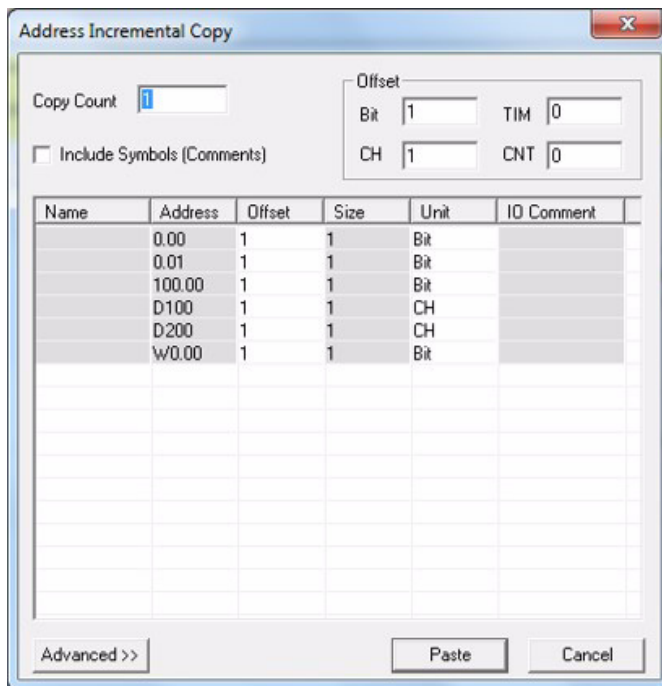 Address Incremental Copy
Copy Count 1
Include Symbols (Comments)
Offset
Bit 1 TIM 0
CH 1 CNT 0
Name Address Offset Size Unit IO Comment
0.00 1 1 Bit
0.01 1 1 Bit
100.00 1 1 Bit
D100 1 1 CH
D200 1 1 CH
W0.00 1 1 Bit
Advanced >> Paste Cancel